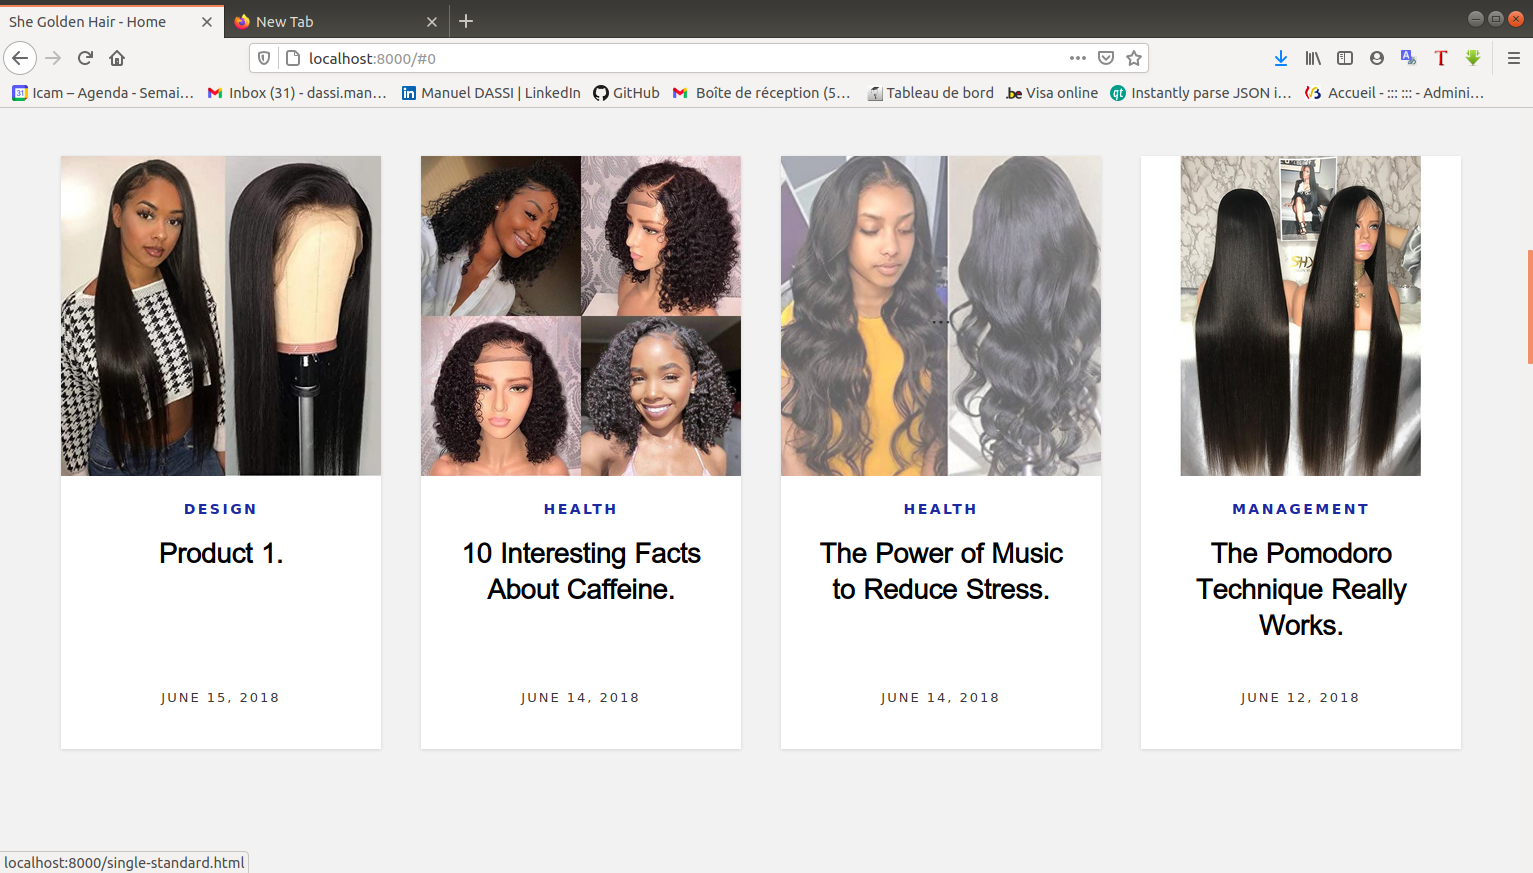 She Golden Hair - Home
New Tab
localhost:8000/#0
Icam – Agenda - Semai…
Inbox (31) - dassi.man…
Manuel DASSI | LinkedIn
GitHub
Boîte de réception (5…
Tableau de bord
.be Visa online
Instantly parse JSON i…
Accueil - ::: ::: - Admini…
DESIGN
Product 1.
JUNE 15, 2018
HEALTH
10 Interesting Facts
About Caffeine.
JUNE 14, 2018
HEALTH
The Power of Music
to Reduce Stress.
JUNE 14, 2018
MANAGEMENT
The Pomodoro
Technique Really
Works.
JUNE 12, 2018
localhost:8000/single-standard.html